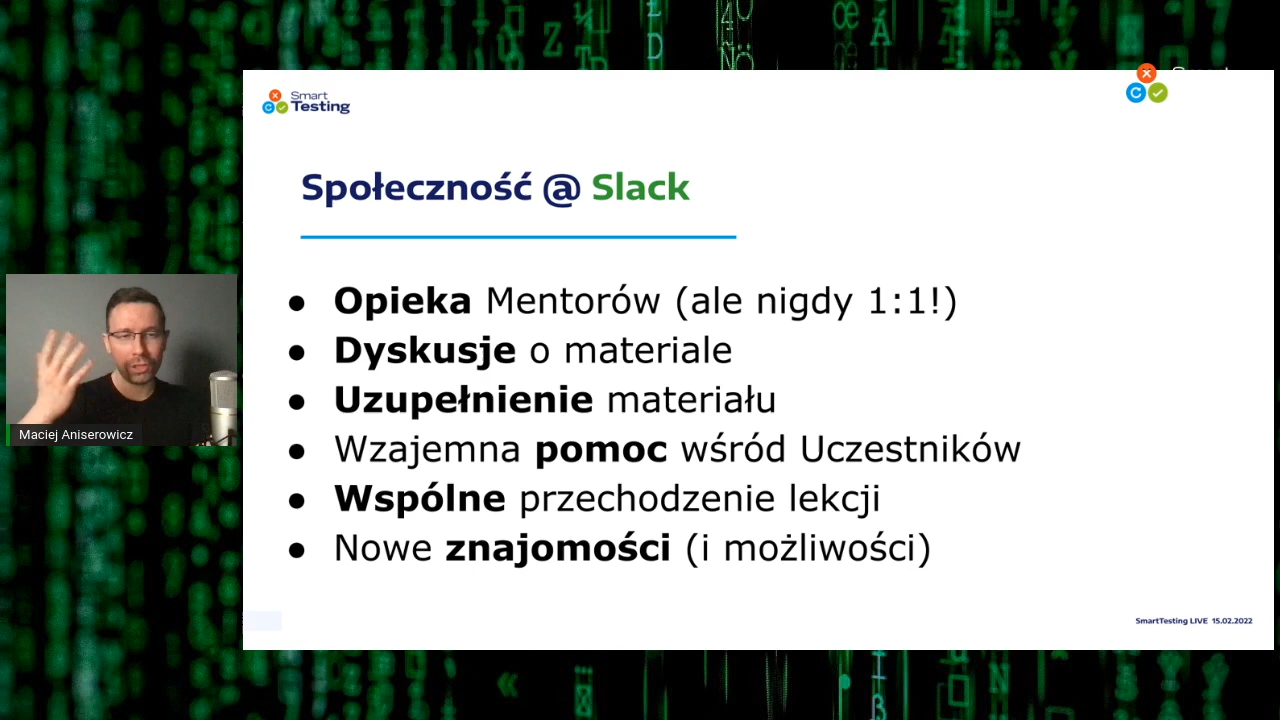 Smart
Testing
Społeczność @ Slack
● Opieka Mentorów (ale nigdy 1:1!)
● Dyskusje o materiale
● Uzupełnienie materiału
● Wzajemna pomoc wśród Uczestników
● Wspólne przechodzenie lekcji
● Nowe znajomości (i możliwości)
Maciej Aniserowicz
SmartTesting LIVE 15.02.2022